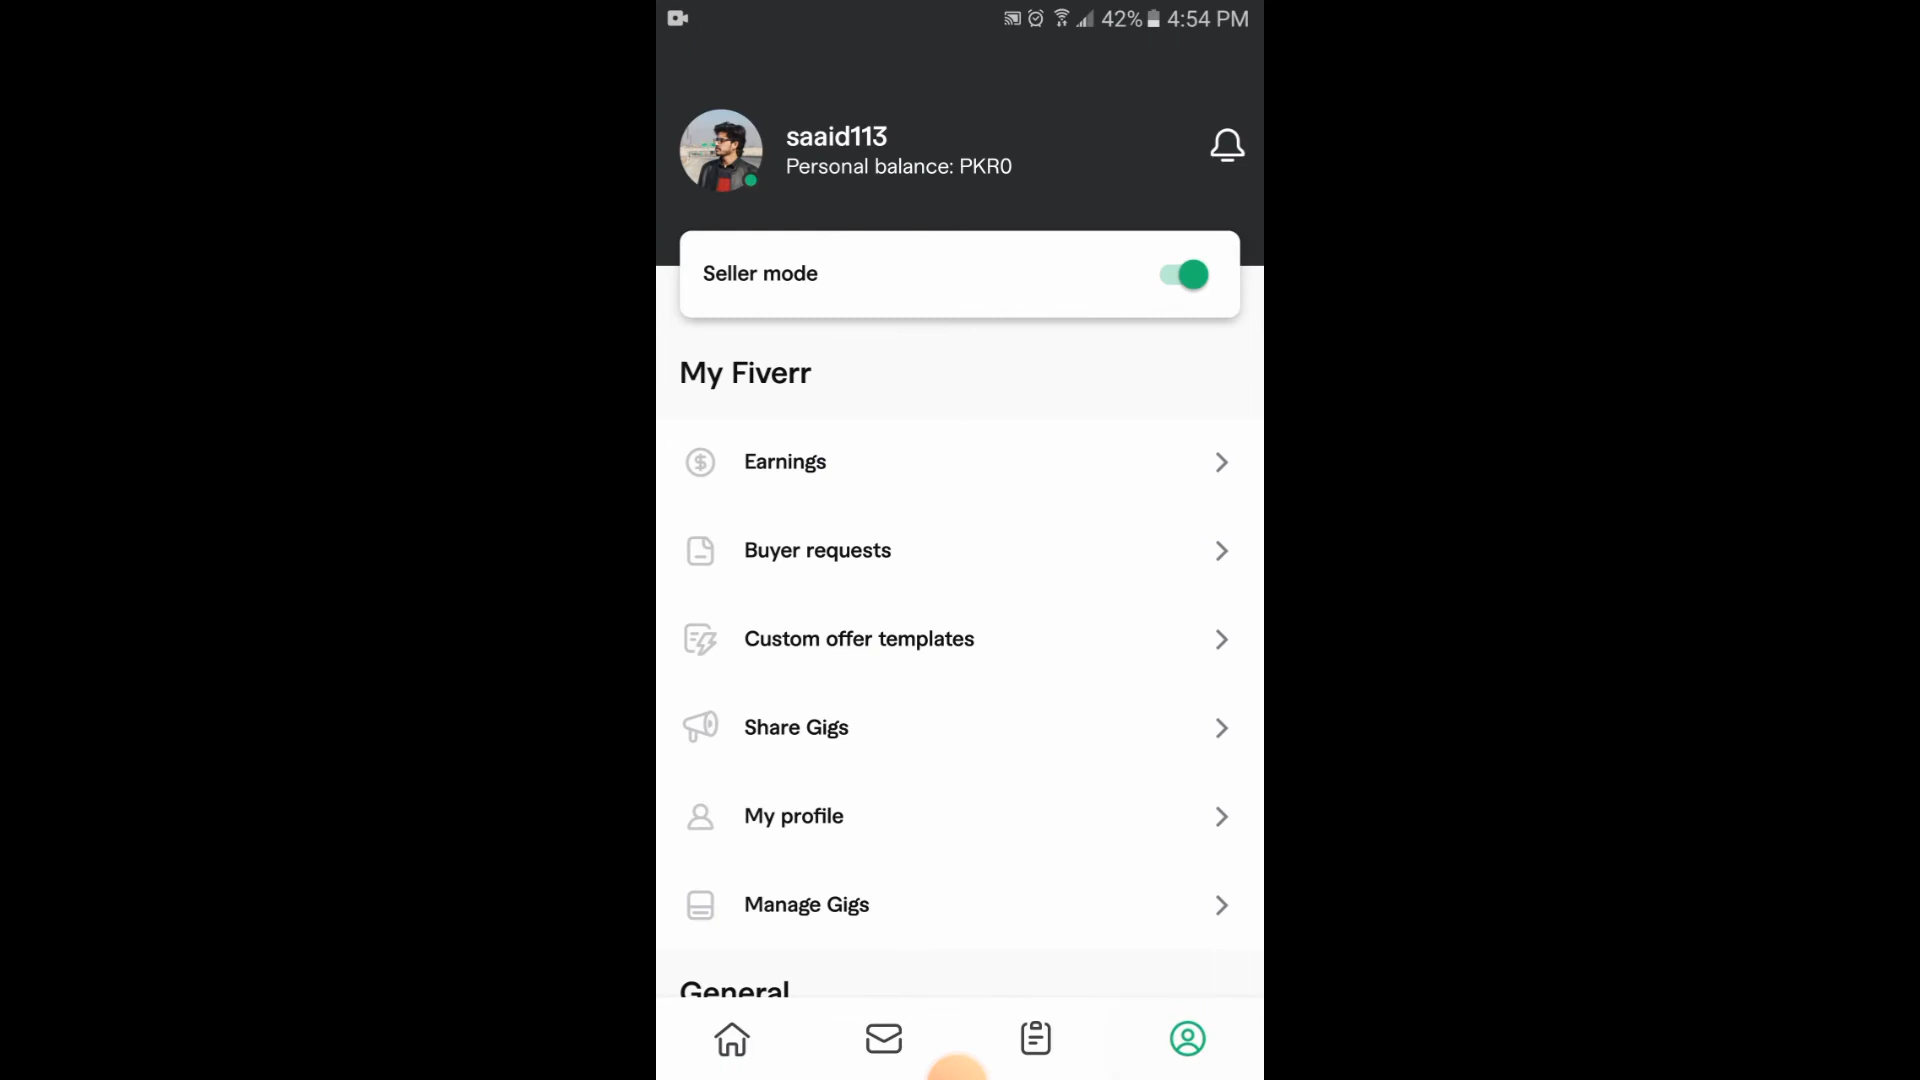 42% 4:54 PM
saaid113
Personal balance: PKR0
Seller mode
My Fiverr
Earnings
Buyer requests
Custom offer templates
Share Gigs
My profile
Manage Gigs
General